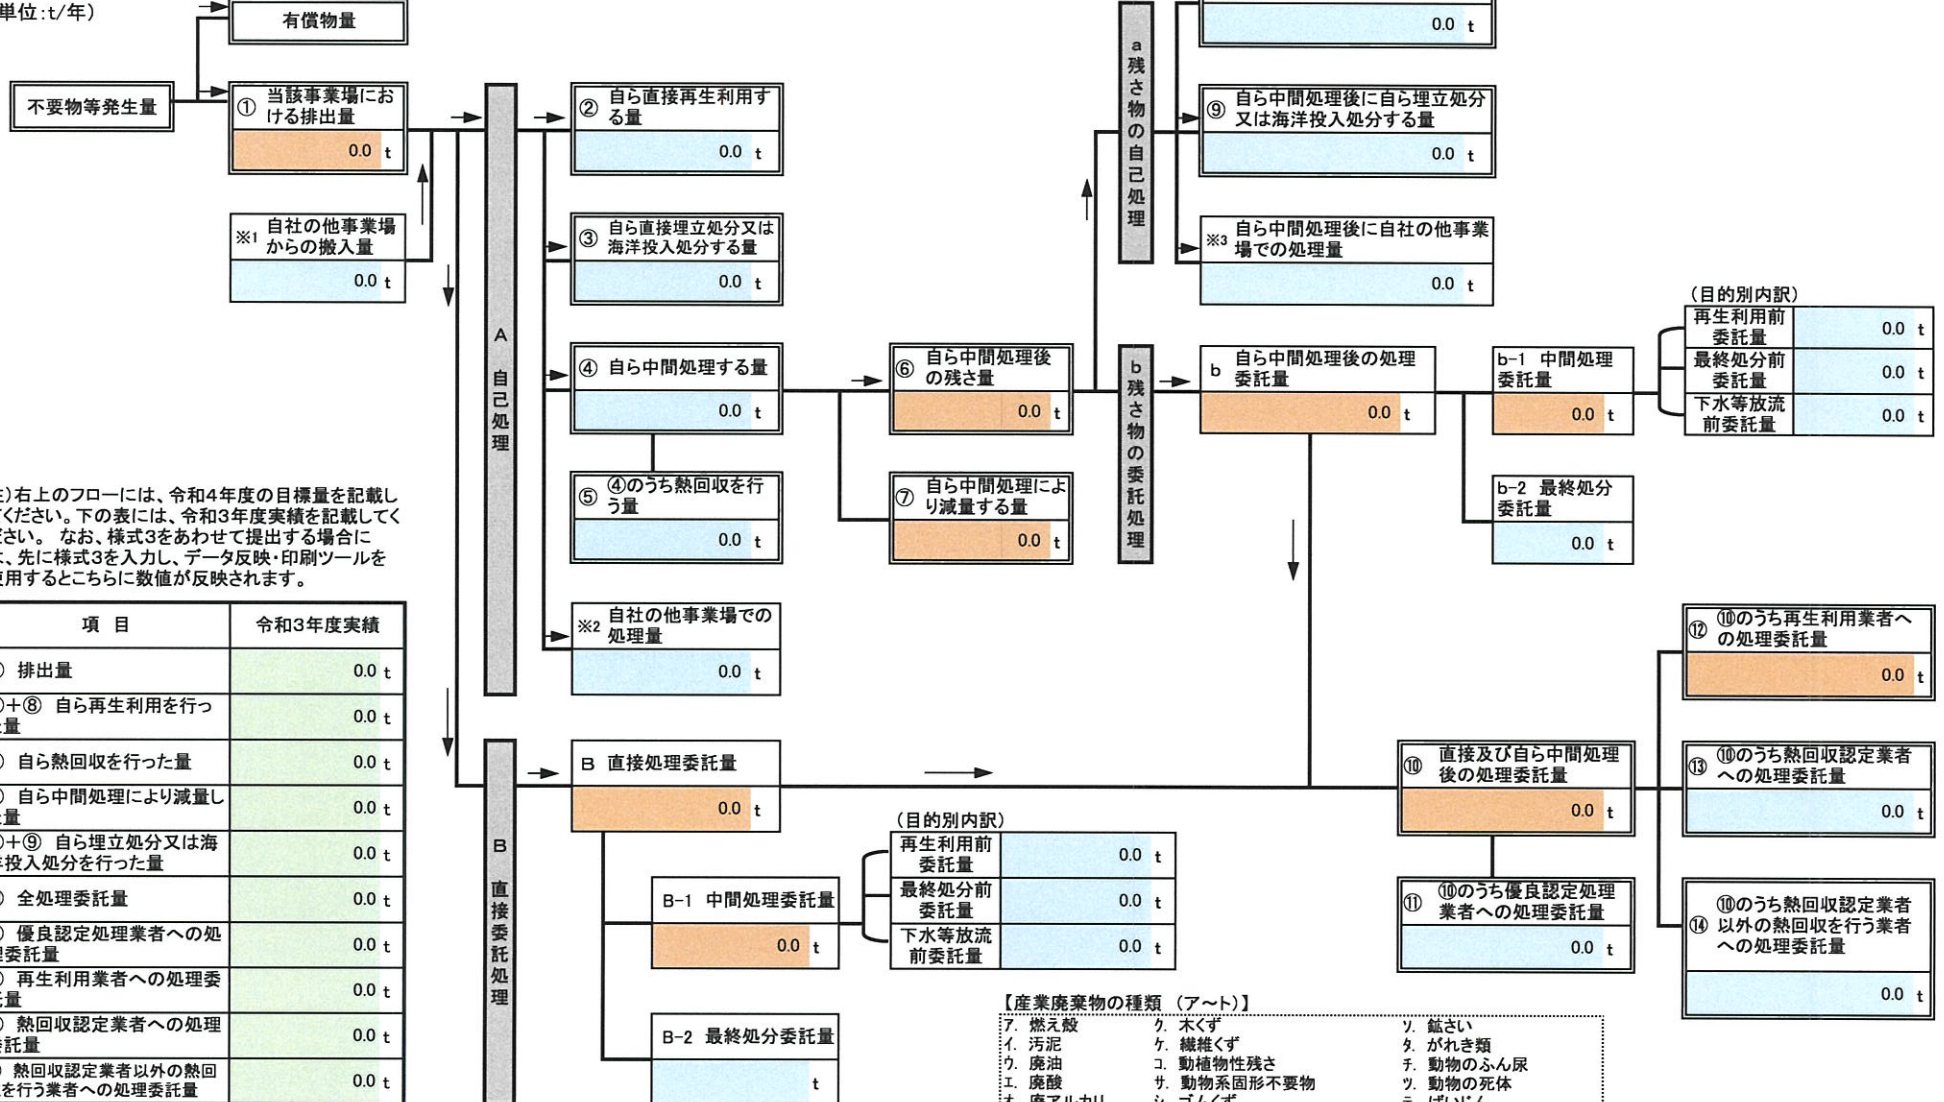 単位:t/年)
有償物量
不要物等発生量
① 当該事業場にお
ける排出量
0.0 t
※1 自社の他事業場
からの搬入量
0.0 t
A 自己処理
② 自ら直接再生利用す
る量
0.0 t
③ 自ら直接埋立処分又は
海洋投入処分する量
0.0 t
④ 自ら中間処理する量
0.0 t
⑤ ④のうち熱回収を行
う量
0.0 t
※2 自社の他事業場での
処理量
0.0 t
⑥ 自ら中間処理後
の残さ量
0.0 t
⑦ 自ら中間処理によ
り減量する量
0.0 t
a 残さ物の自己処理
0.0 t
⑨ 自ら中間処理後に自ら埋立処分
又は海洋投入処分する量
0.0 t
※3 自ら中間処理後に自社の他事業
場での処理量
0.0 t
b 残さ物の委託処理
b 自ら中間処理後の処理
委託量
0.0 t
b-1 中間処理
委託量
0.0 t
(目的別内訳)
再生利用前
委託量 0.0 t
最終処分前
委託量 0.0 t
下水等放流
前委託量 0.0 t
b-2 最終処分
委託量
0.0 t
)右上のフローには、令和4年度の目標量を記載し
ください。下の表には、令和3年度実績を記載してく
さい。 なお、様式3をあわせて提出する場合に
、先に様式3を入力し、データ反映・印刷ツールを
用するとこちらに数値が反映されます。
項 目 令和3年度実績
排出量 0.0 t
+⑧ 自ら再生利用を行っ
量 0.0 t
自ら熱回収を行った量 0.0 t
自ら中間処理により減量し
量 0.0 t
+⑨ 自ら埋立処分又は海
投入処分を行った量 0.0 t
全処理委託量 0.0 t
優良認定処理業者への処
委託量 0.0 t
再生利用業者への処理委
量 0.0 t
熱回収認定業者への処理
託量 0.0 t
熱回収認定業者以外の熱回
を行う業者への処理委託量 0.0 t
B 直接委託処理
B 直接処理委託量
0.0 t
B-1 中間処理委託量
0.0 t
(目的別内訳)
再生利用前
委託量 0.0 t
最終処分前
委託量 0.0 t
下水等放流
前委託量 0.0 t
B-2 最終処分委託量
t
⑩ 直接及び自ら中間処理
後の処理委託量
0.0 t
⑪ ⑩のうち優良認定処理
業者への処理委託量
0.0 t
⑫ ⑩のうち再生利用業者へ
の処理委託量
0.0 t
⑬ ⑩のうち熱回収認定業者
への処理委託量
0.0 t
⑭ ⑩のうち熱回収認定業者
以外の熱回収を行う業者
への処理委託量
0.0 t
【産業廃棄物の種類 (ア~ト)】
ア. 燃え殻 ク. 木くず ソ. 鉱さい
イ. 汚泥 ケ. 繊維くず タ. がれき類
ウ. 廃油 コ. 動植物性残さ チ. 動物のふん尿
エ. 廃酸 サ. 動物系固形不要物 ツ. 動物の死体
オ. 廃アルカリ シ. ゴムくず テ. ばいじん